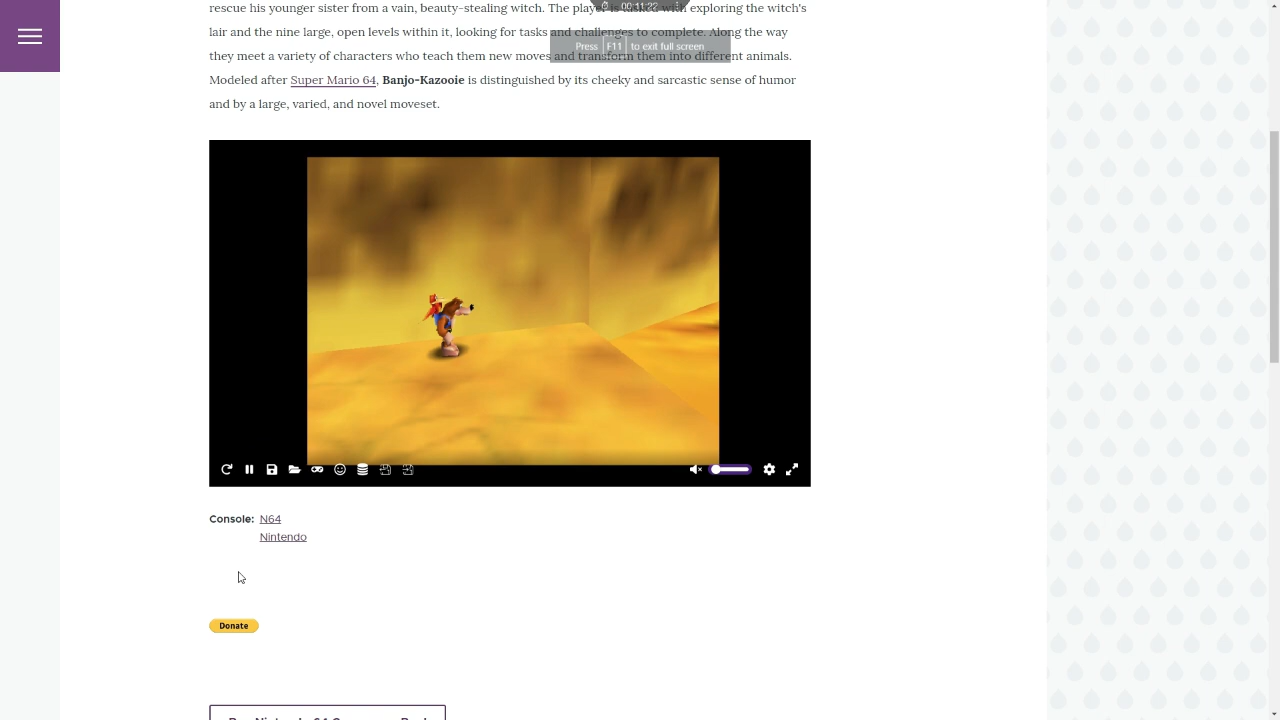 rescue his younger sister from a vain, beauty-stealing witch. The player is tasked with exploring the witch's
00:11:22
lair and the nine large, open levels within it, looking for tasks and challenges to complete. Along the way
Press F11 to exit full screen
they meet a variety of characters who teach them new moves and transform them into different animals.
Modeled after Super Mario 64, Banjo-Kazooie is distinguished by its cheeky and sarcastic sense of humor
and by a large, varied, and novel moveset.
Console: N64
Nintendo
Donate